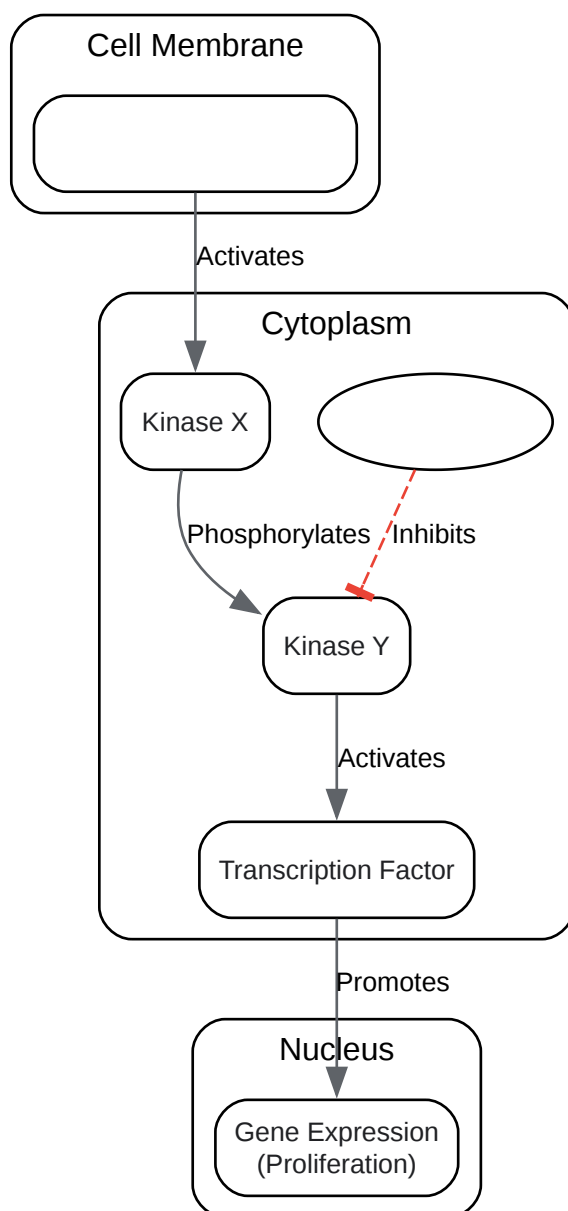 Cell Membrane
Activates
Cytoplasm
Kinase X
Phosphorylates
Inhibits
Kinase Y
Activates
Transcription Factor
Promotes
Nucleus
Gene Expression
(Proliferation)